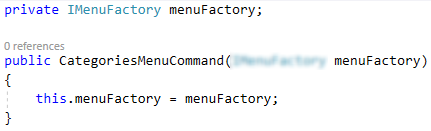 private IMenuFactory menuFactory;
0 references
public CategoriesMenuCommand( menuFactory)
{
this.menuFactory = menuFactory;
}